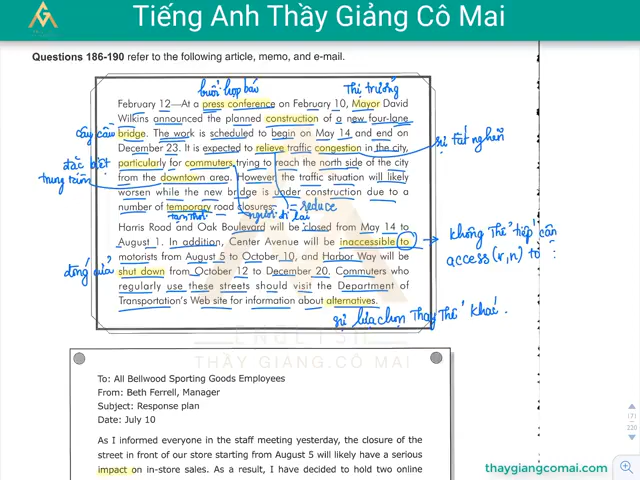 Tiếng Anh Thầy Giảng Cô Mai
Questions 186-190 refer to the following article, memo, and e-mail.
buổi họp báo
Thị trưởng
February 12—At a press conference on February 10, Mayor David
Wilkins announced the planned construction of a new four-lane
cây cầu
bridge. The work is scheduled to begin on May 14 and end on
December 23. It is expected to relieve traffic congestion in the city,
sự tắt nghẽn
đặc biệt
particularly for commuters trying to reach the north side of the city
trung tâm
from the downtown area. However, the traffic situation will likely
worsen while the new bridge is under construction due to a
number of temporary road closures.
= reduce
tạm thời
người đi lại
Harris Road and Oak Boulevard will be closed from May 14 to
August 1. In addition, Center Avenue will be inaccessible to
không thể tiếp cận
motorists from August 5 to October 10, and Harbor Way will be
access (v,n) to
đóng cửa
shut down from October 12 to December 20. Commuters who
regularly use these streets should visit the Department of
Transportation's Web site for information about alternatives.
sự lựa chọn thay thế khác.
ENGLISH
THẦY GIẢNG.CÔ MAI
To: All Bellwood Sporting Goods Employees
From: Beth Ferrell, Manager
Subject: Response plan
Date: July 10
As I informed everyone in the staff meeting yesterday, the closure of the
street in front of our store starting from August 5 will likely have a serious
impact on in-store sales. As a result, I have decided to hold two online
171
220
thaygiangcomai.com